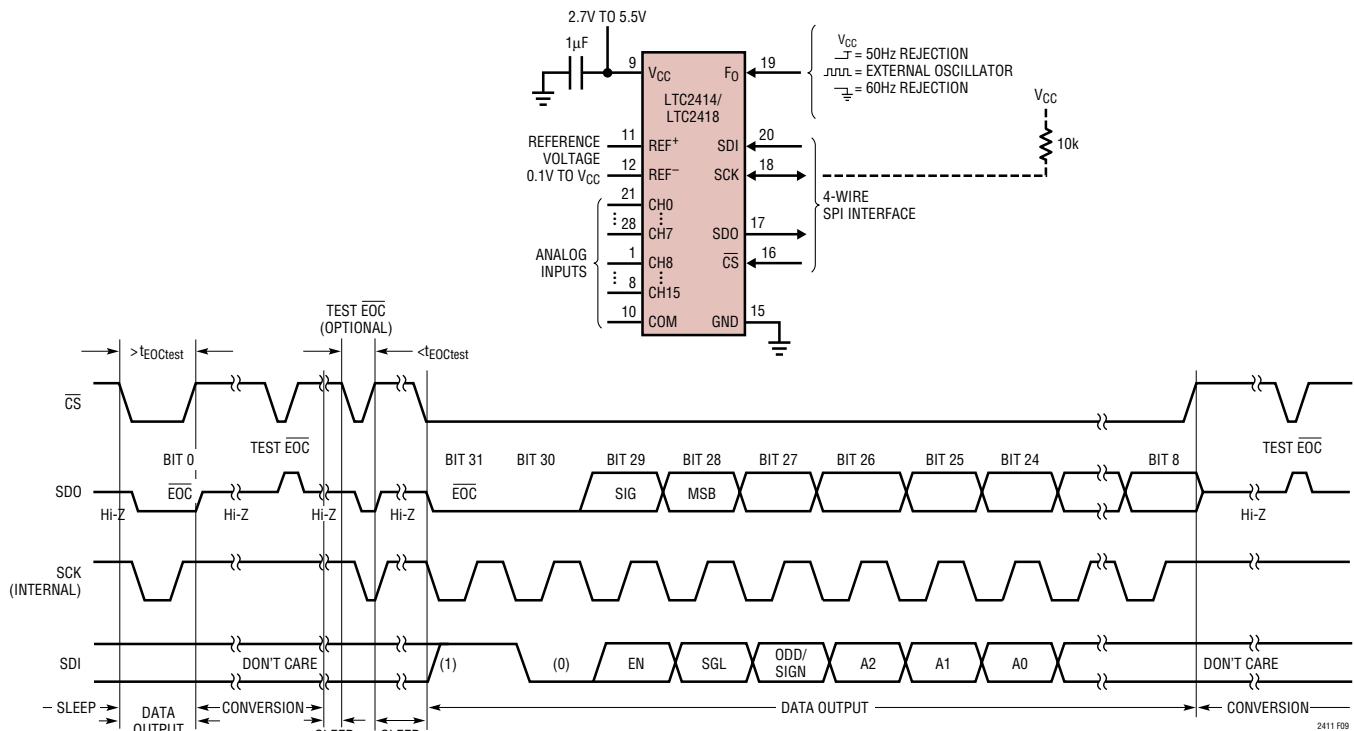 2.7V TO 5.5V
1µF
9
VCC
LTC2414/
LTC2418
FO
19
VCC
= 50Hz REJECTION
= EXTERNAL OSCILLATOR
= 60Hz REJECTION
VCC
10k
REFERENCE
VOLTAGE
0.1V TO VCC
11
REF+
12
REF–
SDI
20
SCK
18
4-WIRE
SPI INTERFACE
ANALOG
INPUTS
21
CH0
28
CH7
1
CH8
8
CH15
10
COM
SDO
17
CS
16
GND
15
TEST EOC
(OPTIONAL)
>tEOCtest
<tEOCtest
CS
TEST EOC
TEST EOC
BIT 0
BIT 31
BIT 30
BIT 29
BIT 28
BIT 27
BIT 26
BIT 25
BIT 24
BIT 8
SDO
EOC
EOC
SIG
MSB
Hi-Z
Hi-Z
Hi-Z
Hi-Z
Hi-Z
SCK
(INTERNAL)
SDI
DON'T CARE
(1)
(0)
EN
SGL
ODD/
SIGN
A2
A1
A0
DON'T CARE
SLEEP
DATA
OUTPUT
CONVERSION
SLEEP
SLEEP
DATA OUTPUT
CONVERSION
2411 F09